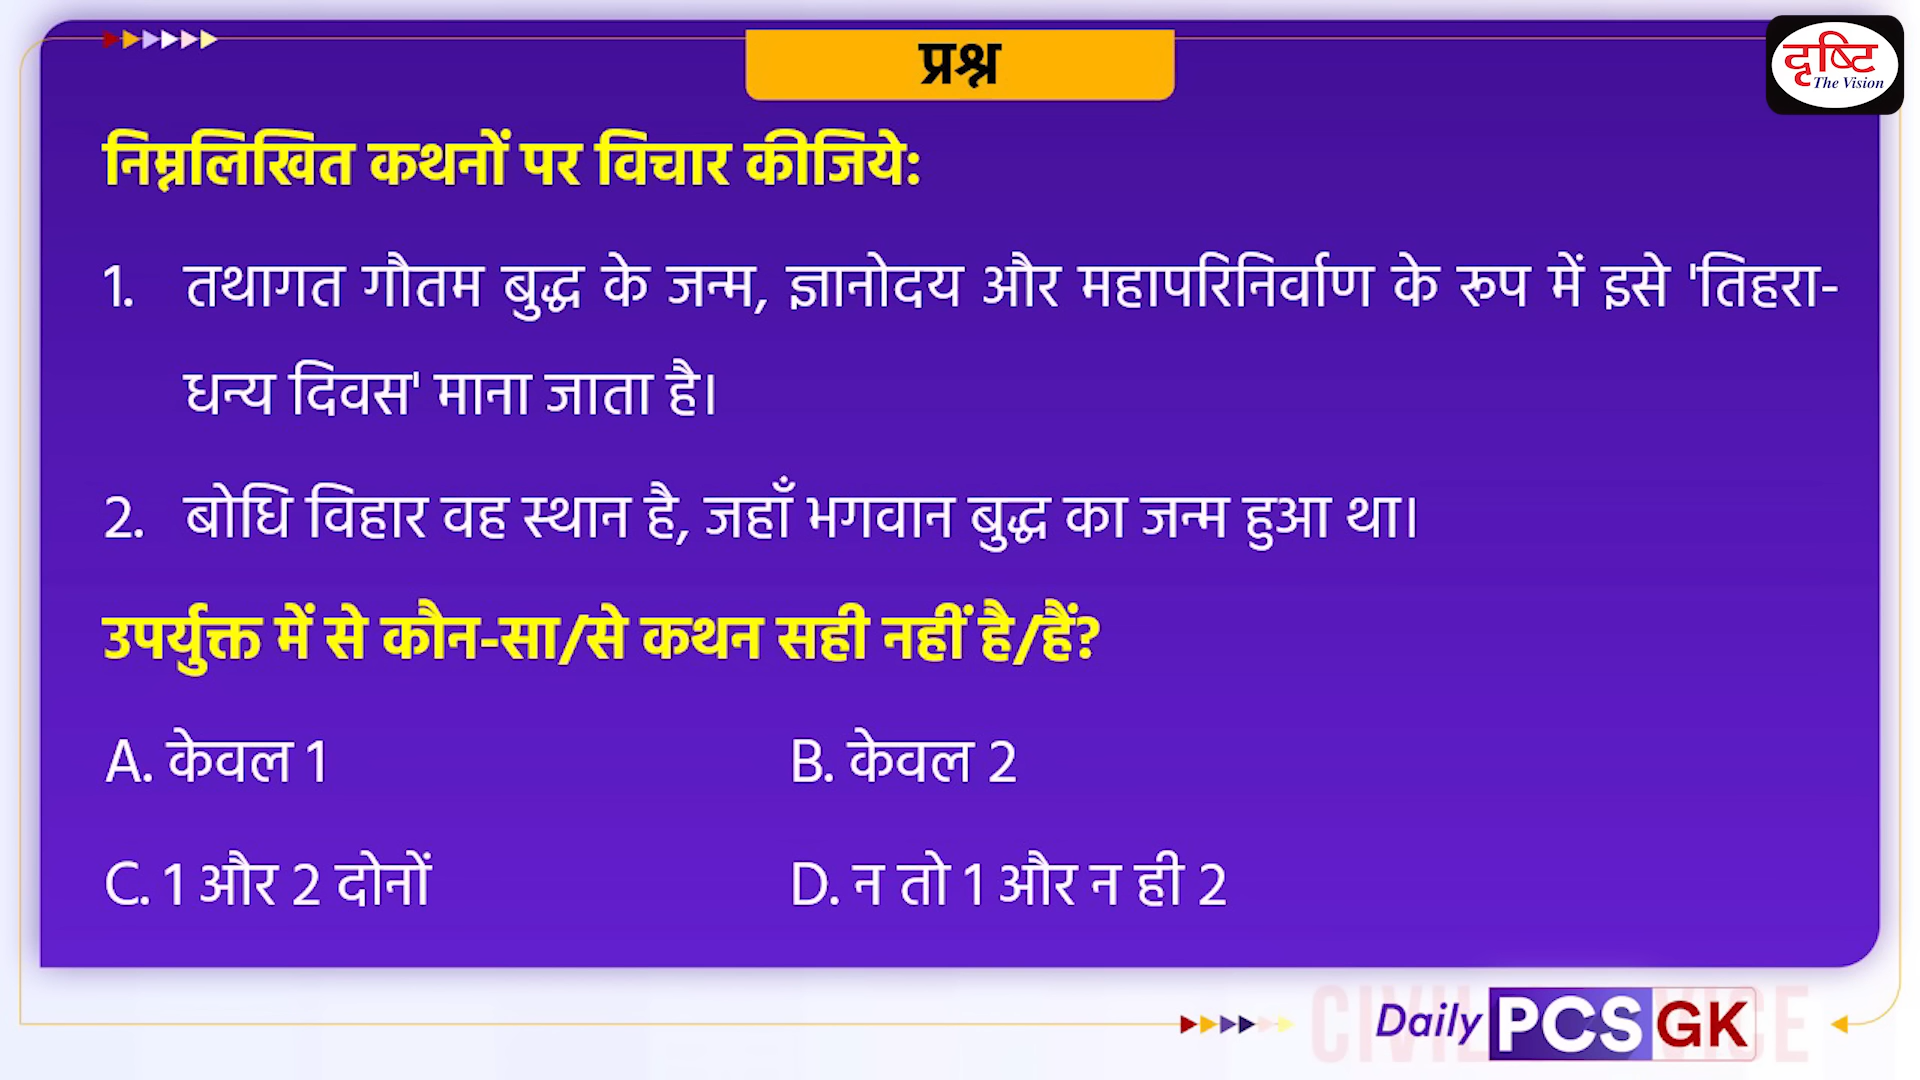 प्रश्न
दृष्टि
The Vision
निम्नलिखित कथनों पर विचार कीजिये:
1. तथागत गौतम बुद्ध के जन्म, ज्ञानोदय और महापरिनिर्वाण के रूप में इसे 'तिहरा-
धन्य दिवस' माना जाता है।
2. बोधि विहार वह स्थान है, जहाँ भगवान बुद्ध का जन्म हुआ था।
उपर्युक्त में से कौन-सा/से कथन सही नहीं है/हैं?
A. केवल 1 B. केवल 2
C. 1 और 2 दोनों D. न तो 1 और न ही 2
Daily PCS GK